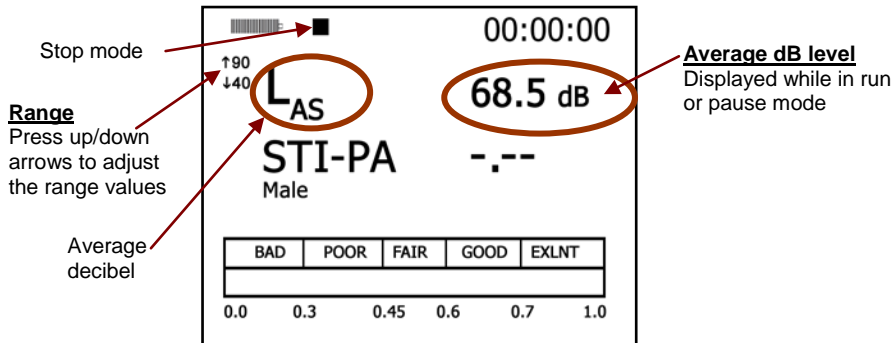 Stop mode
00:00:00
↑90
↓40
LAS
68.5 dB
Average dB level
Displayed while in run
or pause mode
Range
Press up/down
arrows to adjust
the range values
STI-PA -.--
Male
Average
decibel
BAD POOR FAIR GOOD EXLNT
0.0 0.3 0.45 0.6 0.7 1.0